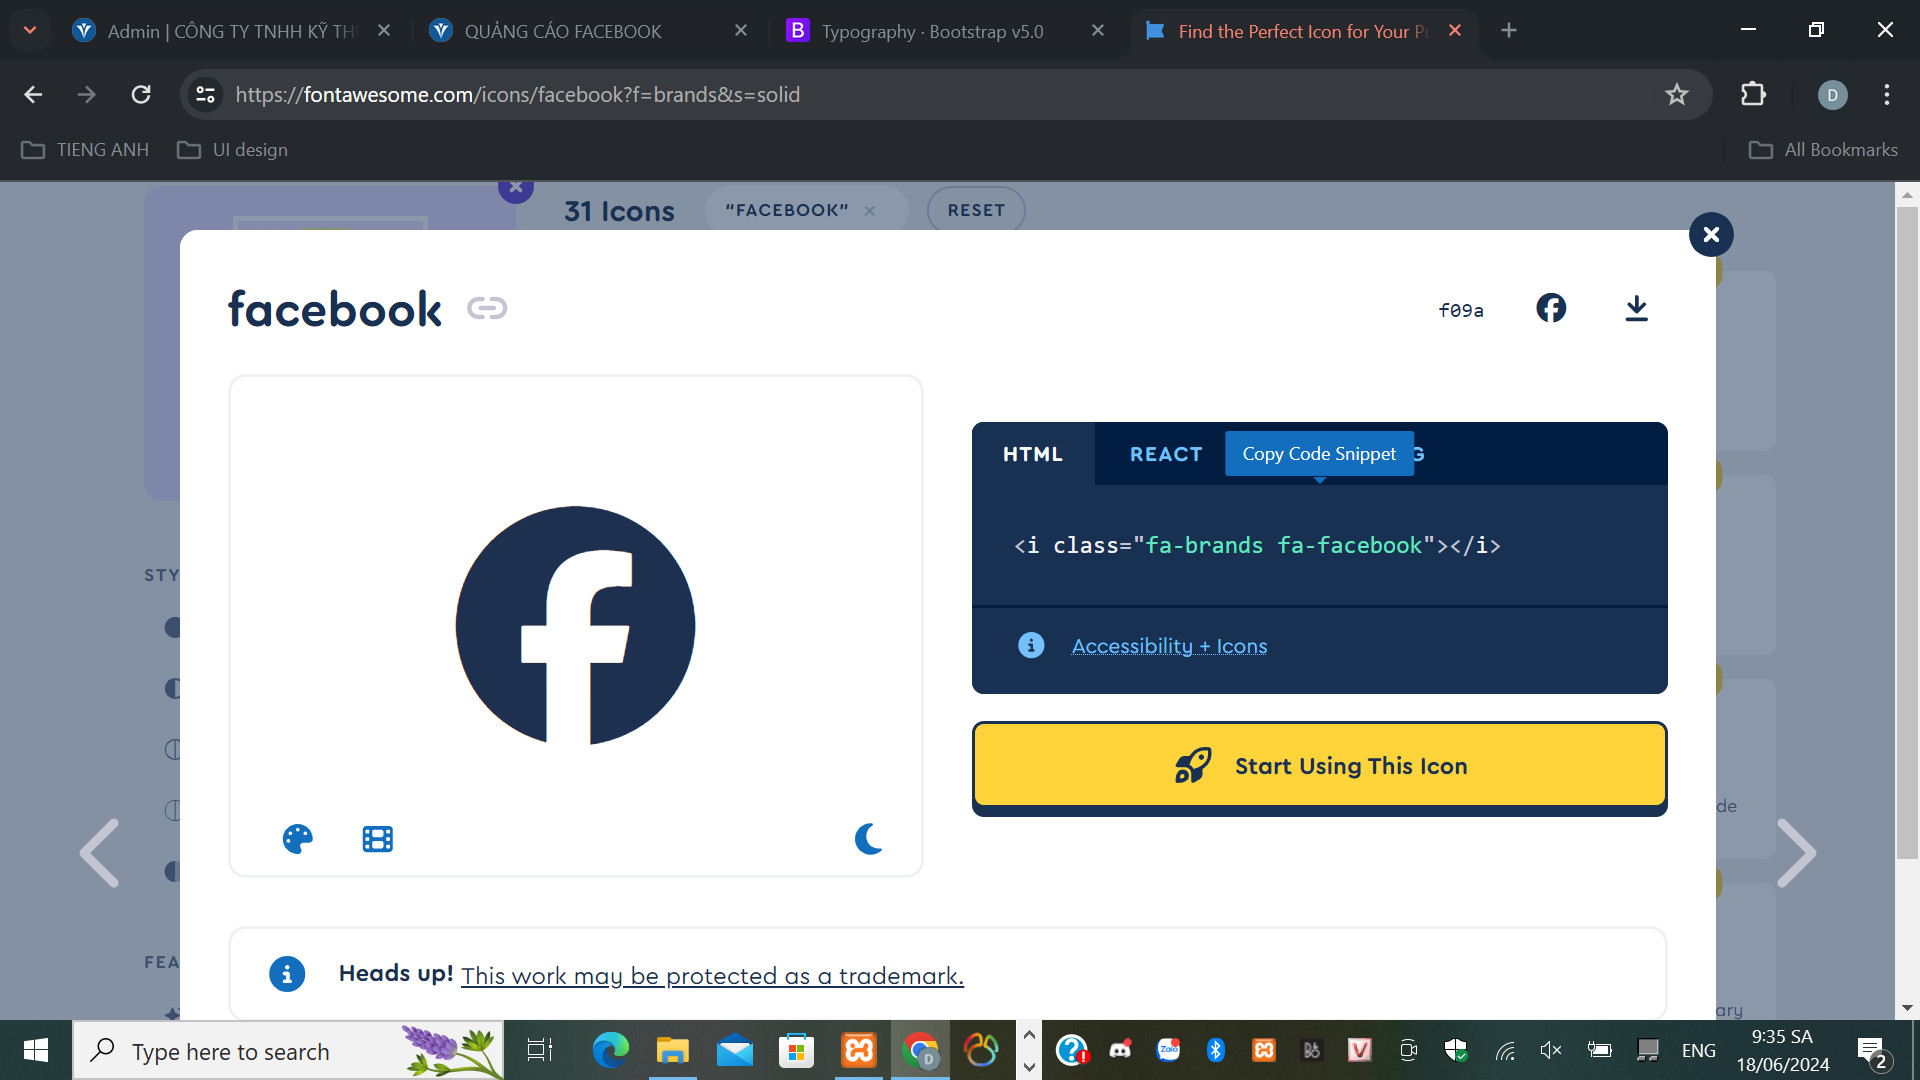 Admin | CÔNG TY TNHH KỸ TH
QUẢNG CÁO FACEBOOK
Typography · Bootstrap v5.0
Find the Perfect Icon for Your P
https://fontawesome.com/icons/facebook?f=brands&s=solid
D
TIENG ANH
UI design
All Bookmarks
31 Icons
“FACEBOOK”
RESET
facebook
f09a
HTML
REACT
Copy Code Snippet
G
<i class="fa-brands fa-facebook"></i>
Accessibility + Icons
Start Using This Icon
STY
de
FEA
Heads up! This work may be protected as a trademark.
ary
Type here to search
D
Zalo
ENG
9:35 SA
18/06/2024
2